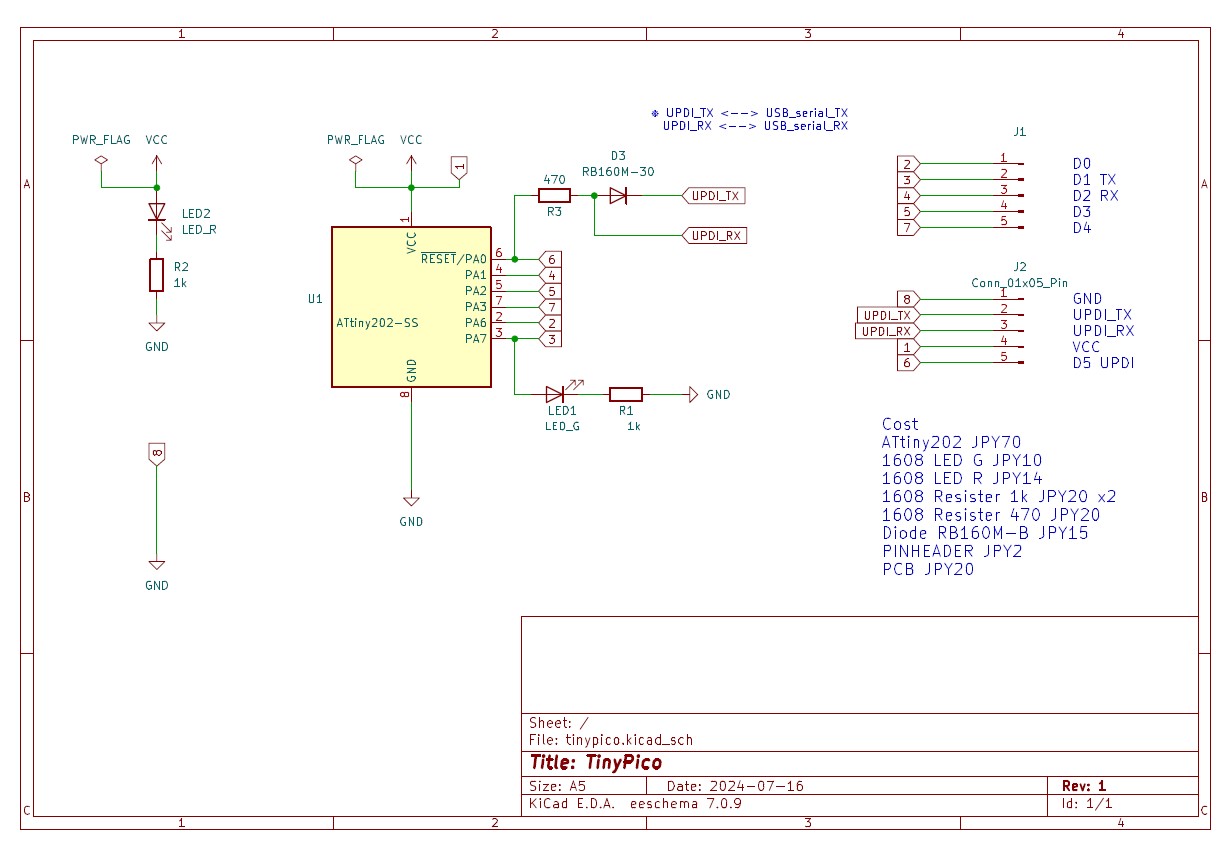 1 2 3 4
※ UPDI_TX <--> USB_serial_TX
UPDI_RX <--> USB_serial_RX
PWR_FLAG VCC
LED2
LED_R
R2
1k
GND
8
GND
PWR_FLAG VCC
1
1
VCC
U1
ATtiny202-SS
RESET/PA0 6 6
PA1 4 4
PA2 5 5
PA3 7 7
PA6 2 2
PA7 3 3
GND
8
GND
470
R3
D3
RB160M-30
UPDI_TX
UPDI_RX
LED1
LED_G
R1
1k
GND
J1
2 1 D0
3 2 D1 TX
4 3 D2 RX
5 4 D3
7 5 D4
J2
Conn_01x05_Pin
8 1 GND
UPDI_TX 2 UPDI_TX
UPDI_RX 3 UPDI_RX
1 4 VCC
6 5 D5 UPDI
Cost
ATtiny202 JPY70
1608 LED G JPY10
1608 LED R JPY14
1608 Resister 1k JPY20 x2
1608 Resister 470 JPY20
Diode RB160M-B JPY15
PINHEADER JPY2
PCB JPY20
A A
B B
C C
Sheet: /
File: tinypico.kicad_sch
Title: TinyPico
Size: A5 Date: 2024-07-16 Rev: 1
KiCad E.D.A. eeschema 7.0.9 Id: 1/1
1 2 3 4